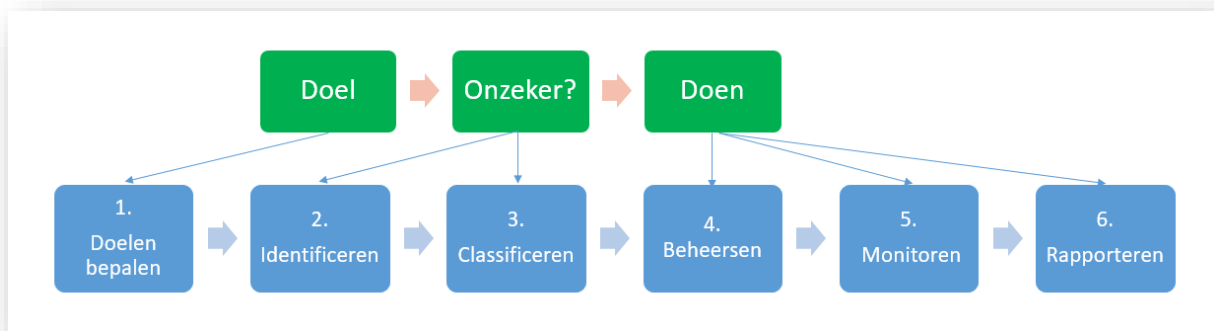 Doel
Onzeker?
Doen
1.
Doelen
bepalen
2.
Identificeren
3.
Classificeren
4.
Beheersen
5.
Monitoren
6.
Rapporteren